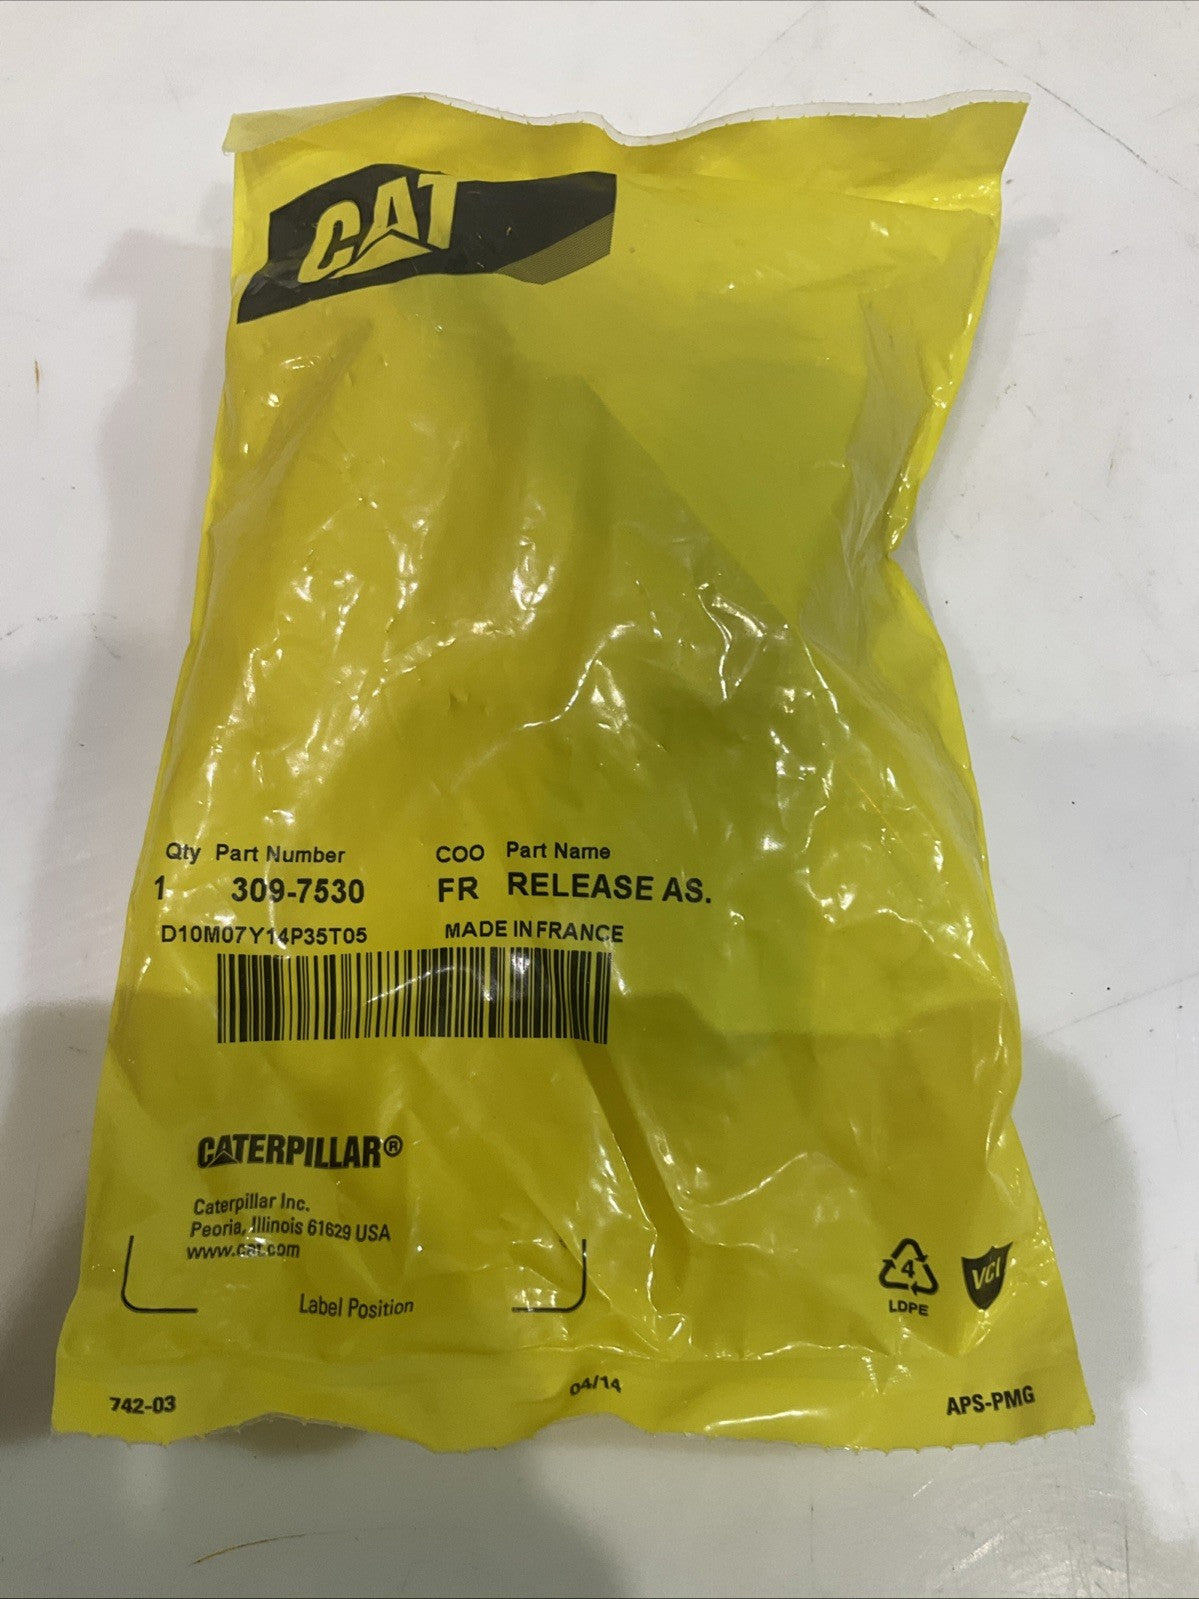 CAT
Qty Part Number COO Part Name
1 309-7530 FR RELEASE AS.
D10M07Y14P35T05 MADE IN FRANCE
CATERPILLAR®
Caterpillar Inc.
Peoria, Illinois 61629 USA
www.cat.com
Label Position
4
LDPE
VCI
742-03 04/14 APS-PMG